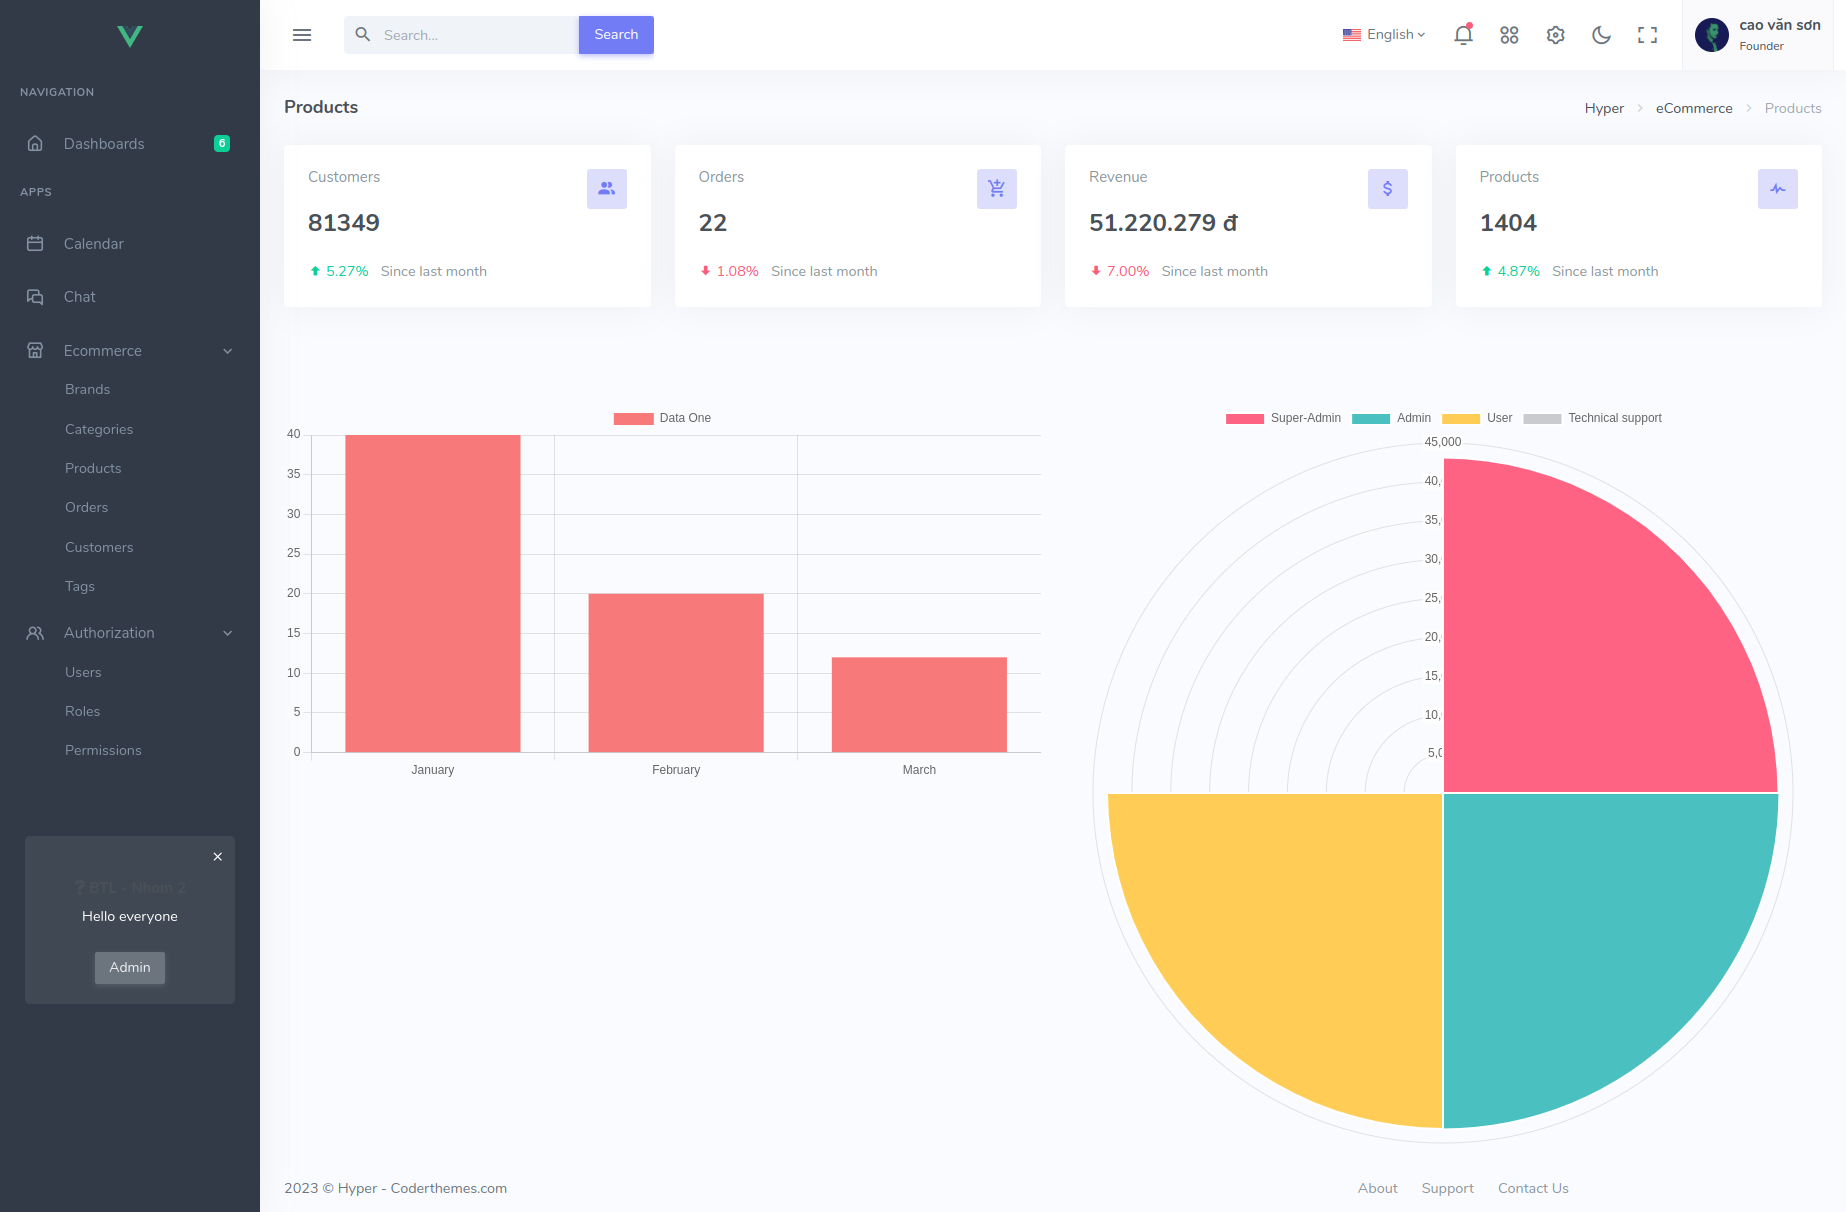 NAVIGATION
Dashboards 6
APPS
Calendar
Chat
Ecommerce
Brands
Categories
Products
Orders
Customers
Tags
Authorization
Users
Roles
Permissions
? BTL - Nhóm 2
Hello everyone
Admin
Search...
Search
English
cao văn sơn
Founder
Products
Hyper
eCommerce
Products
Customers
81349
5.27% Since last month
Orders
22
1.08% Since last month
Revenue
51.220.279 đ
7.00% Since last month
Products
1404
4.87% Since last month
Data One
40
35
30
25
20
15
10
5
0
January February March
Super-Admin Admin User Technical support
45,000
40,
35,
30,
25,
20,
15,
10,
5,0
2023 © Hyper - Coderthemes.com
About Support Contact Us